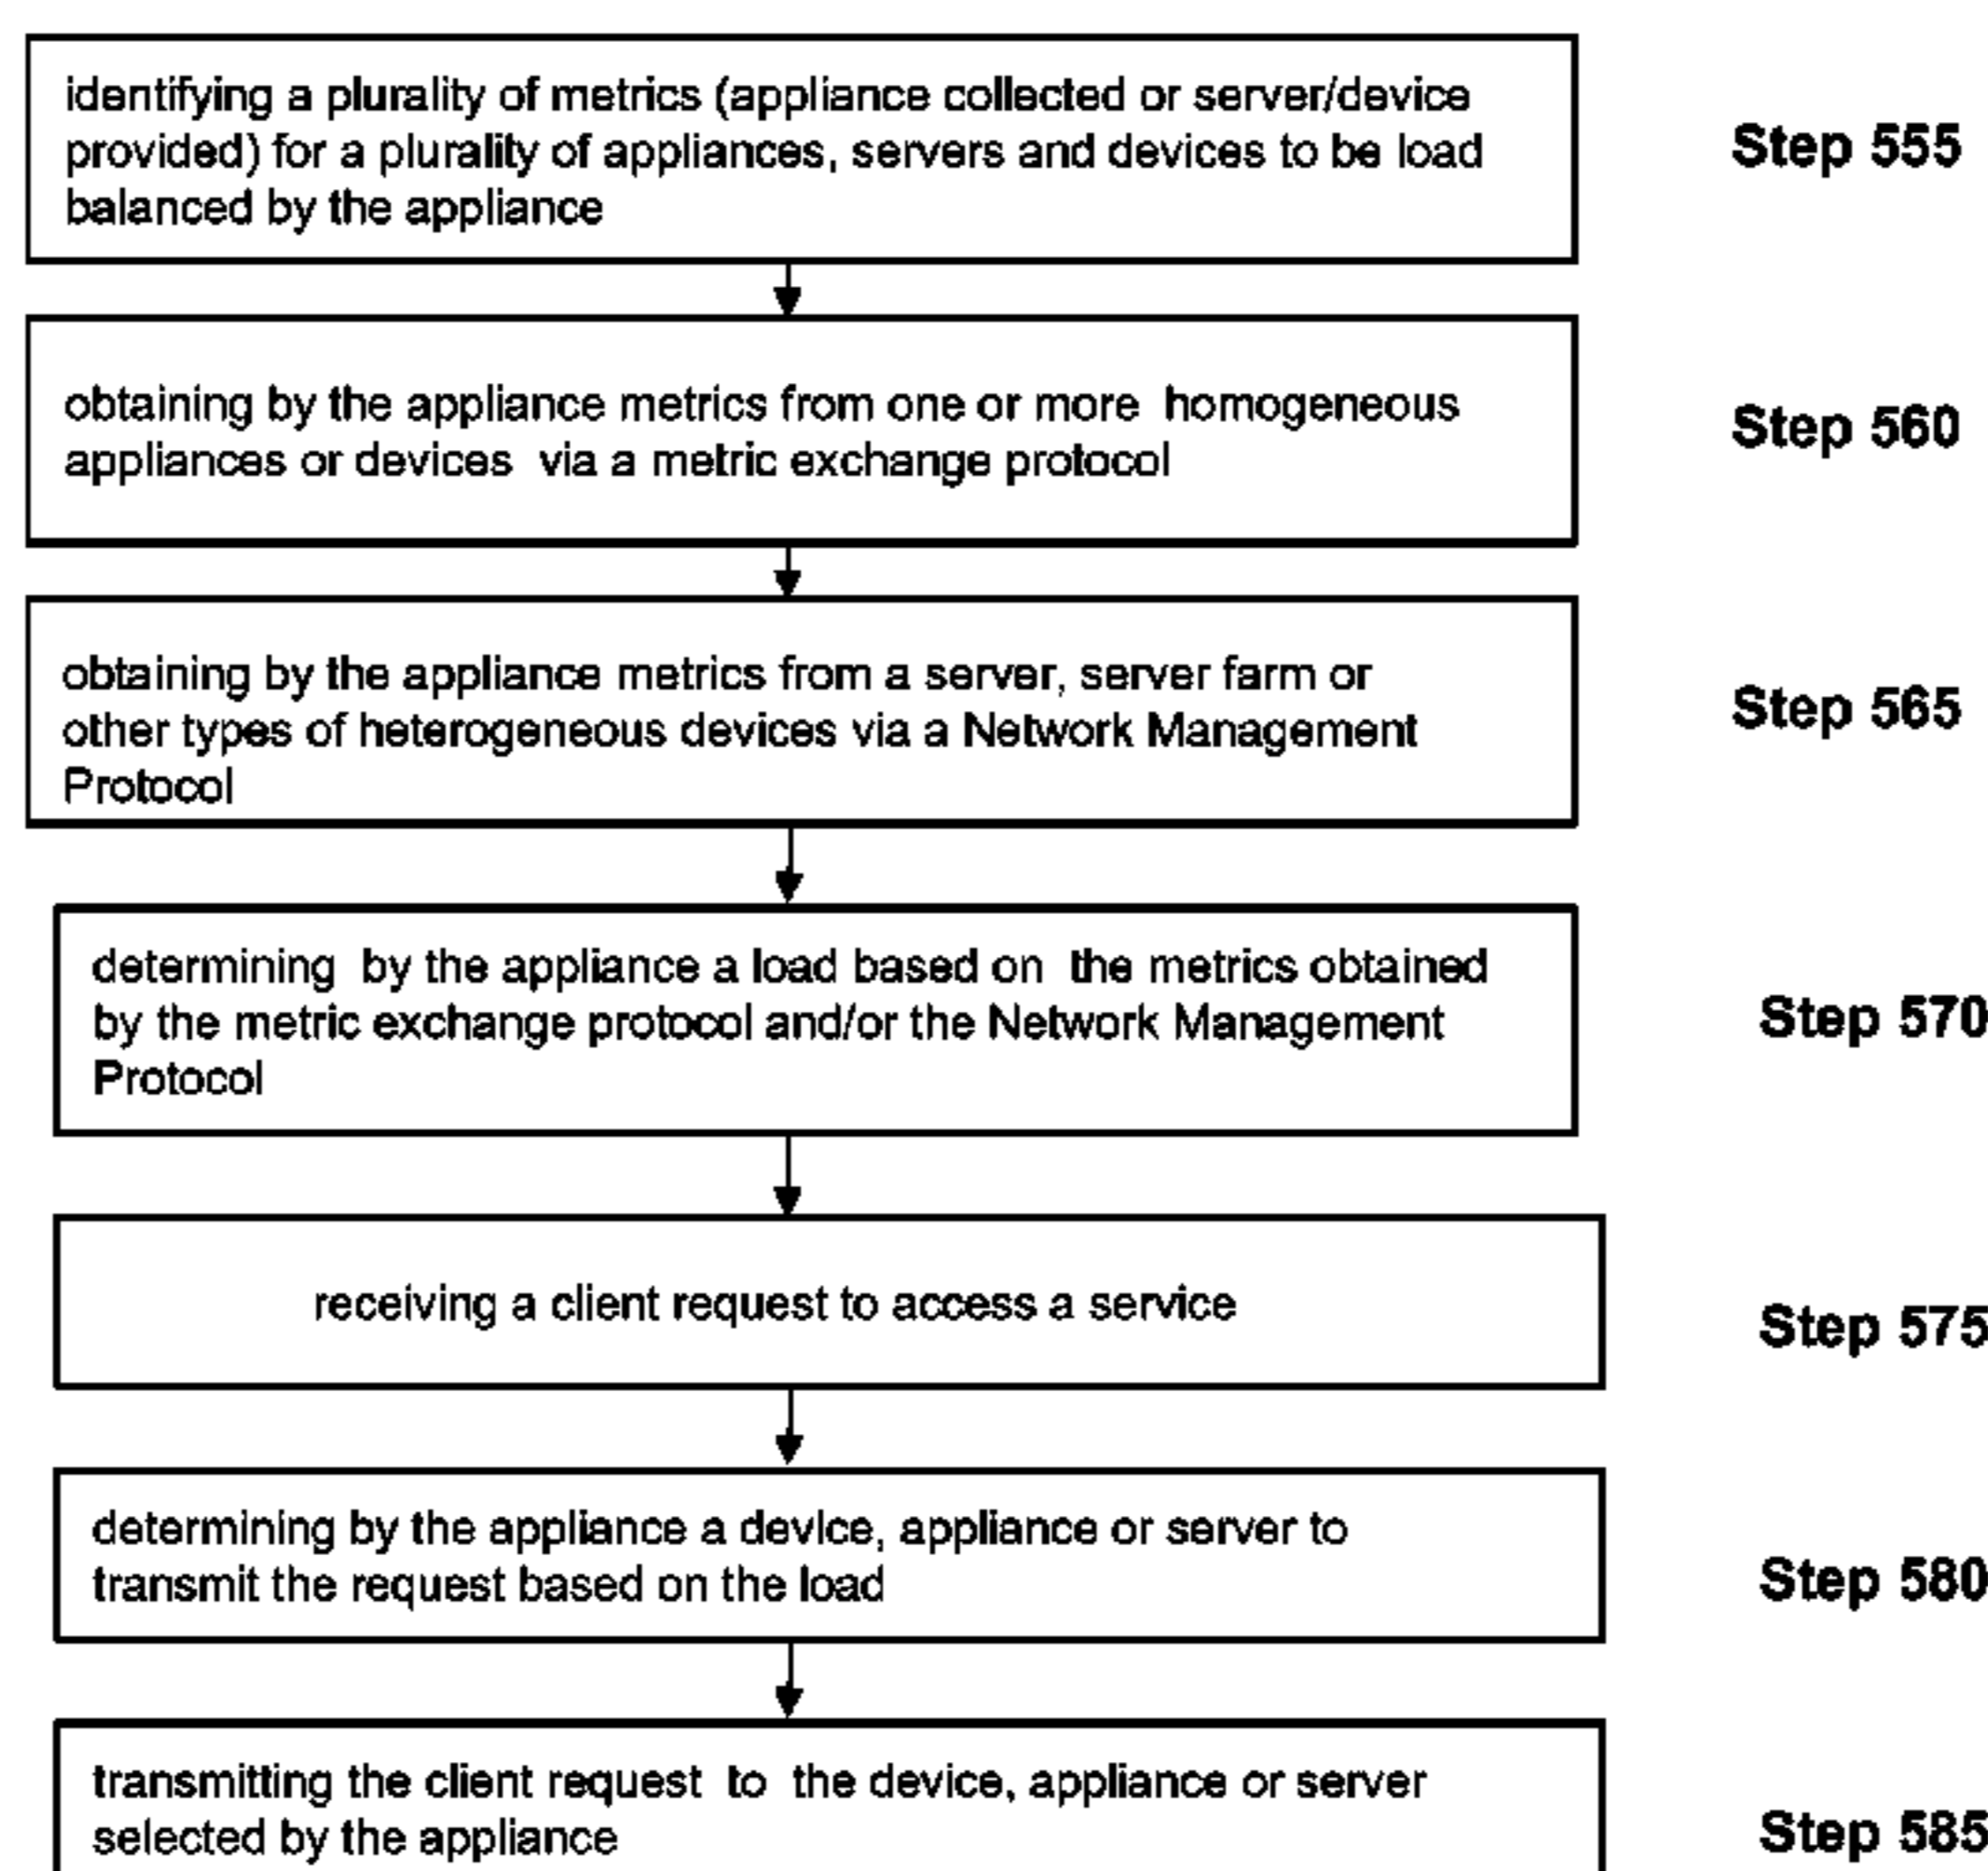 identifying a plurality of metrics (appliance collected or server/device
provided) for a plurality of appliances, servers and devices to be load
balanced by the appliance
Step 555
obtaining by the appliance metrics from one or more homogeneous
appliances or devices via a metric exchange protocol
Step 560
obtaining by the appliance metrics from a server, server farm or
other types of heterogeneous devices via a Network Management
Protocol
Step 565
determining by the appliance a load based on the metrics obtained
by the metric exchange protocol and/or the Network Management
Protocol
Step 570
receiving a client request to access a service
Step 575
determining by the appliance a device, appliance or server to
transmit the request based on the load
Step 580
transmitting the client request to the device, appliance or server
selected by the appliance
Step 585